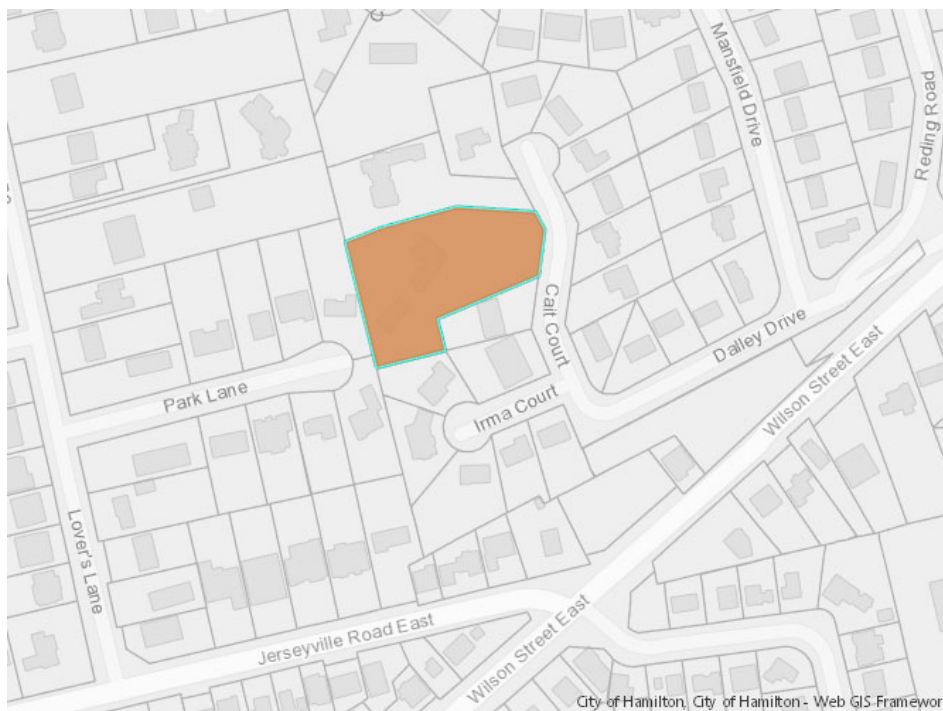 Mansfield Drive
Reding Road
Cait Court
Dalley Drive
Wilson Street East
Park Lane
Irma Court
Lover's Lane
Jerseyville Road East
Wilson Street East
City of Hamilton, City of Hamilton - Web GIS Framewor